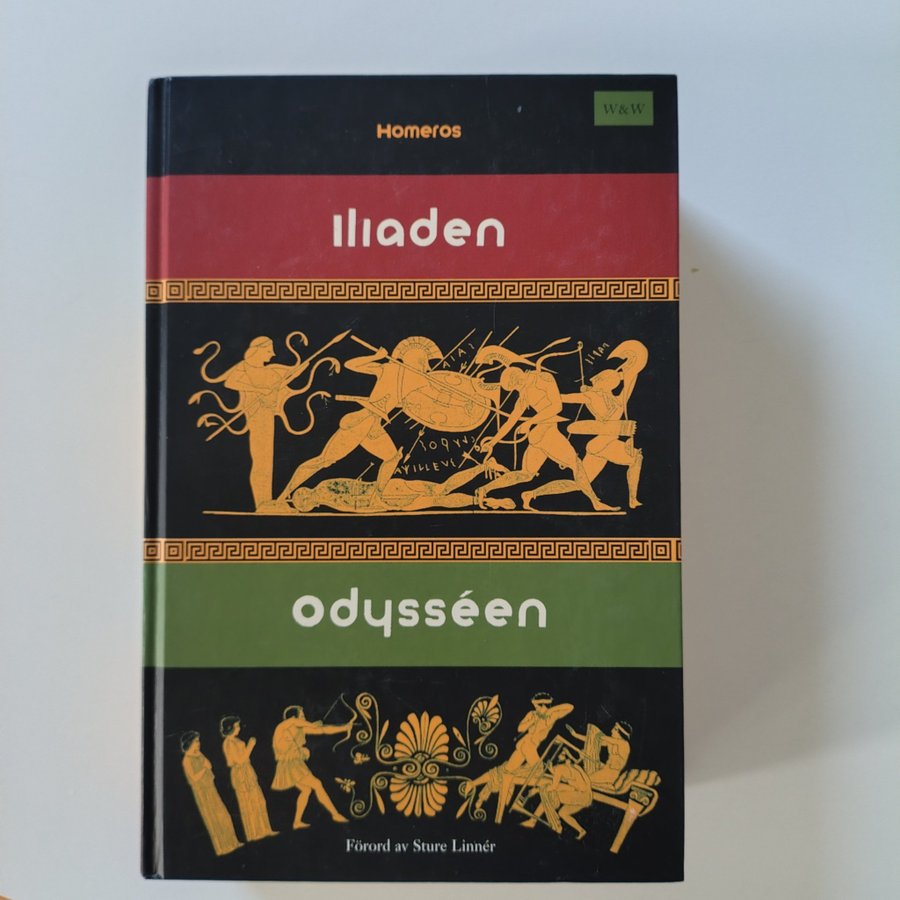 W&W
Homeros
Iliaden
Odysséen
Förord av Sture Linnér